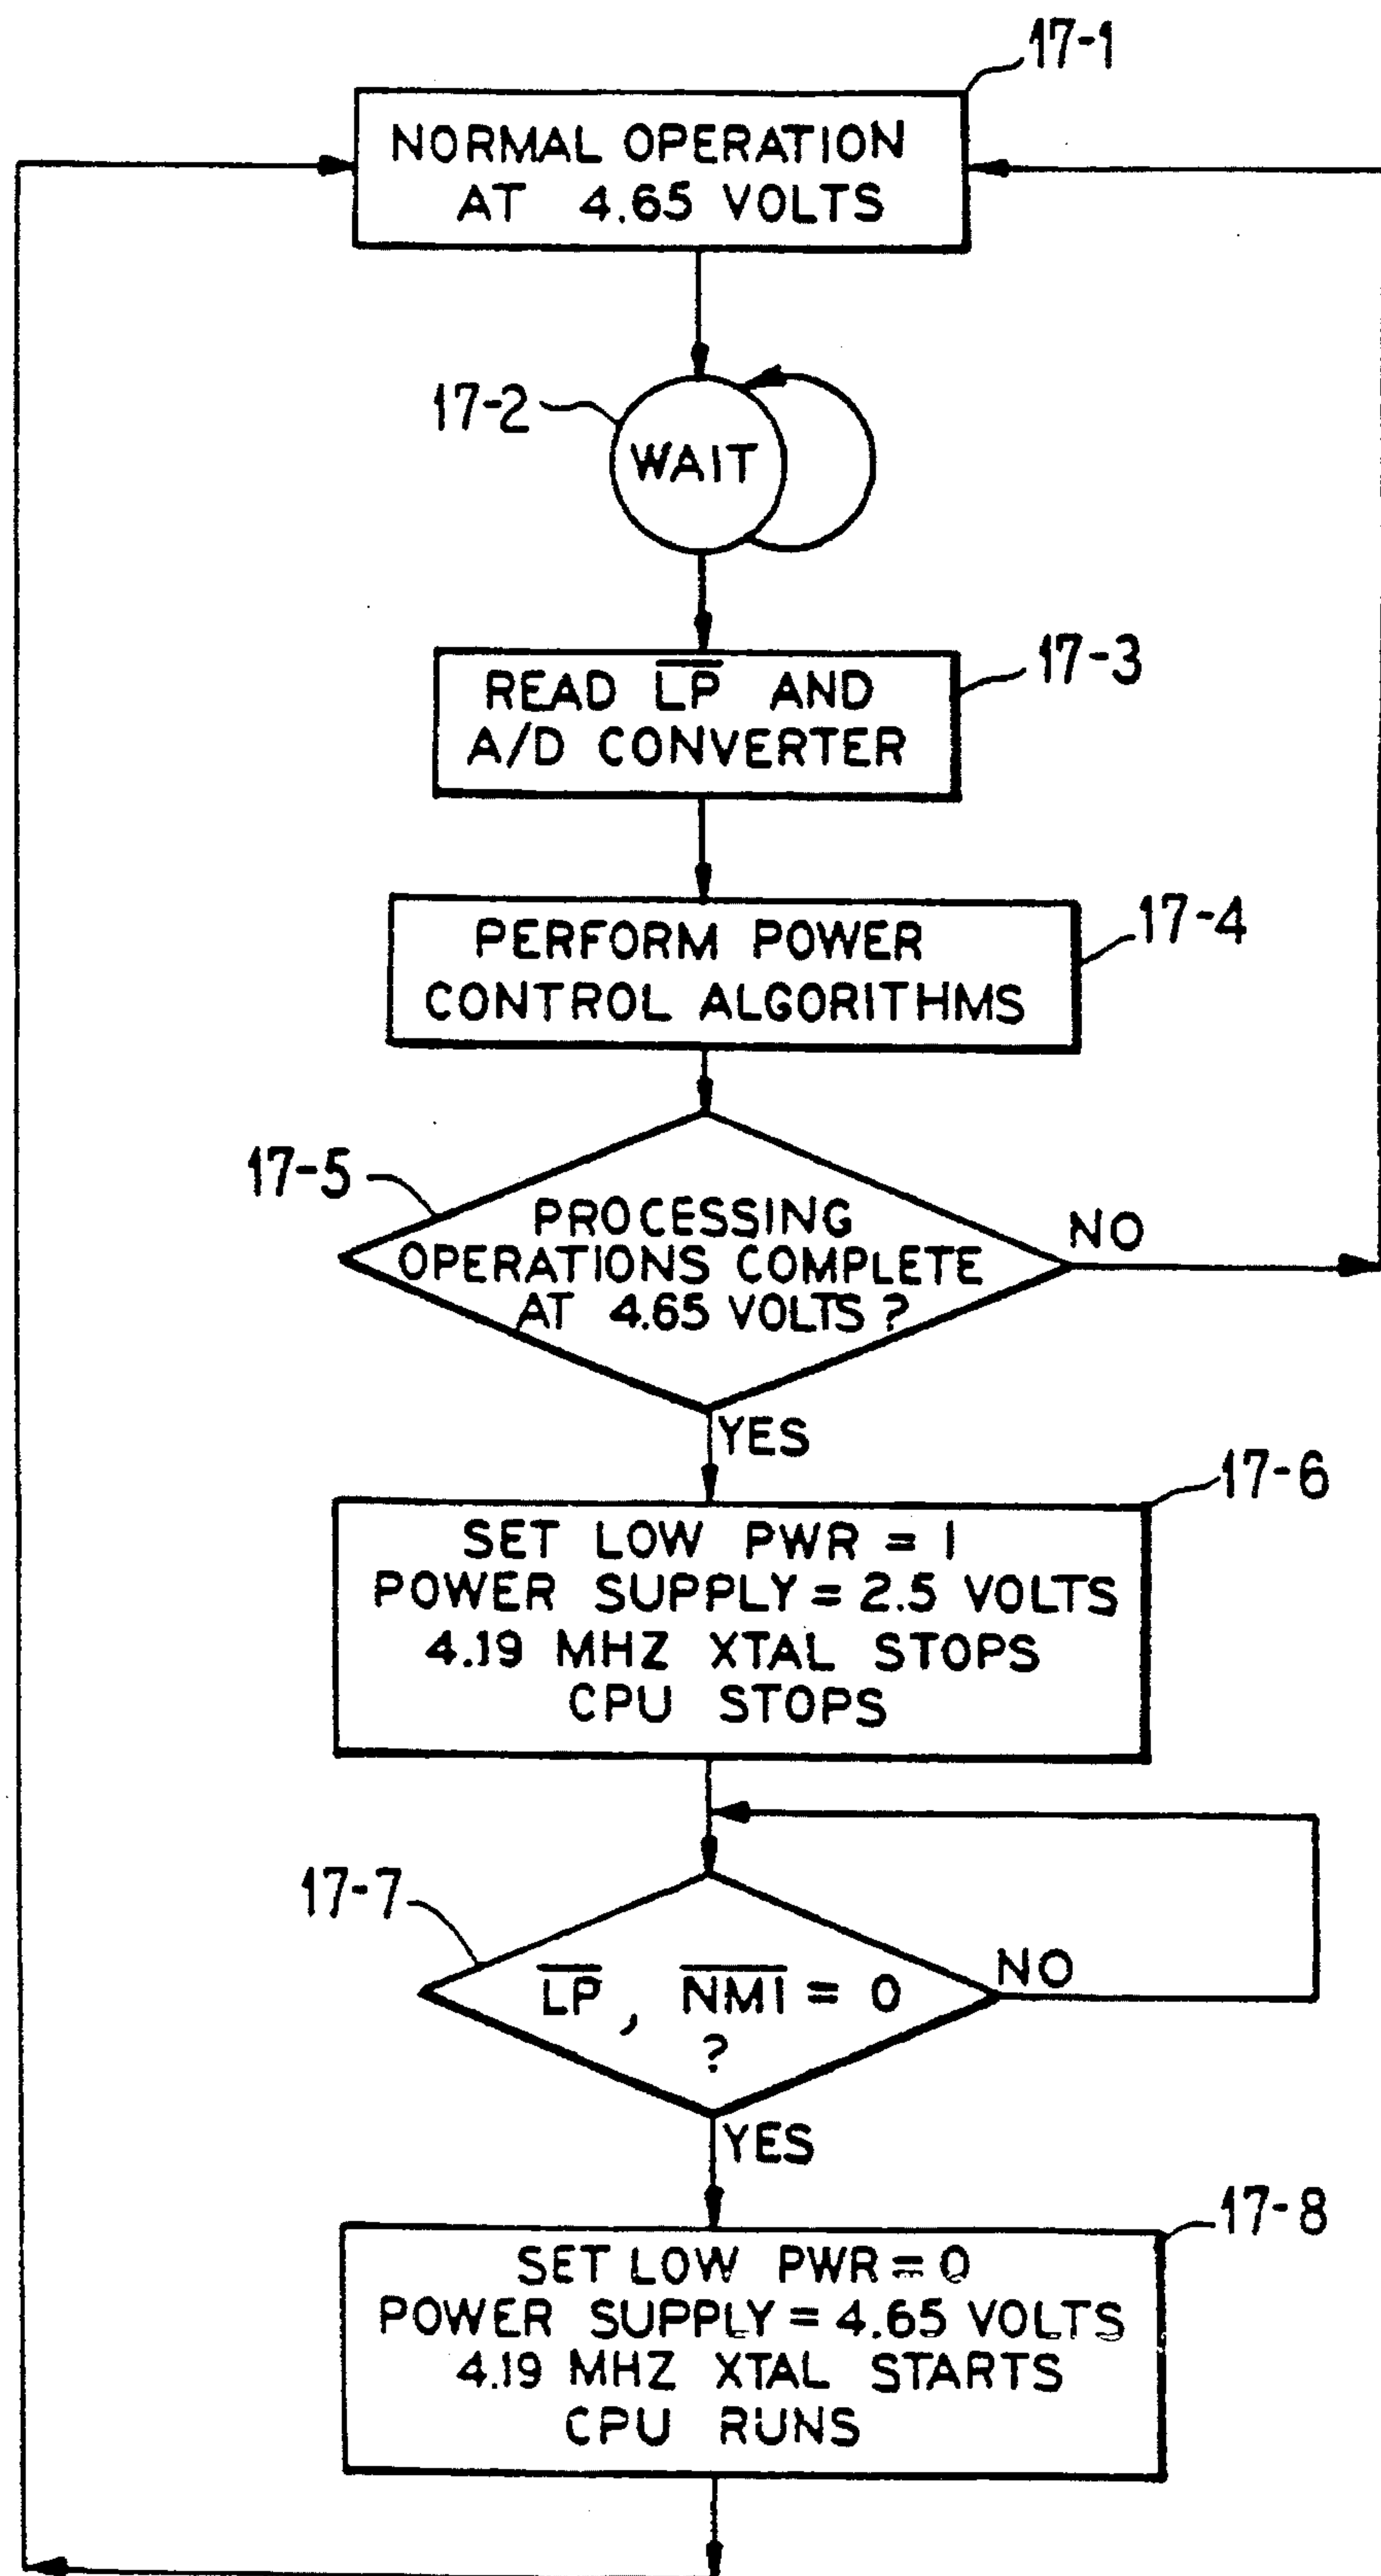 17-1
NORMAL OPERATION
AT 4.65 VOLTS
17-2
WAIT
17-3
READ L̅P̅ AND
A/D CONVERTER
17-4
PERFORM POWER
CONTROL ALGORITHMS
17-5
PROCESSING
OPERATIONS COMPLETE
AT 4.65 VOLTS ?
NO
YES
17-6
SET LOW PWR = 1
POWER SUPPLY = 2.5 VOLTS
4.19 MHZ XTAL STOPS
CPU STOPS
17-7
L̅P̅ , N̅M̅I̅ = 0
?
NO
YES
17-8
SET LOW PWR = 0
POWER SUPPLY = 4.65 VOLTS
4.19 MHZ XTAL STARTS
CPU RUNS